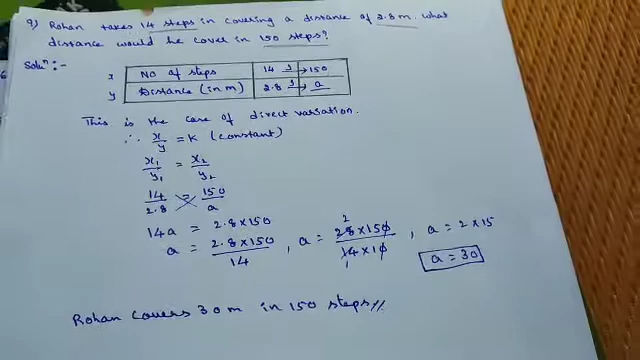 9) Rohan takes 14 steps in covering a distance of 2.8 m. what
distance would he cover in 150 steps?
Soluⁿ:-
x No of steps 14 → 150
y Distance (in m) 2.8 → a
This is the case of direct variation.
∴ x/y = K (constant)
x₁/y₁ = x₂/y₂
14/2.8 = 150/a
14a = 2.8 × 150
a = 2.8×150/14 , a = 28×150/14×10 , a = 2 × 15
a = 30
Rohan covers 30 m in 150 steps//